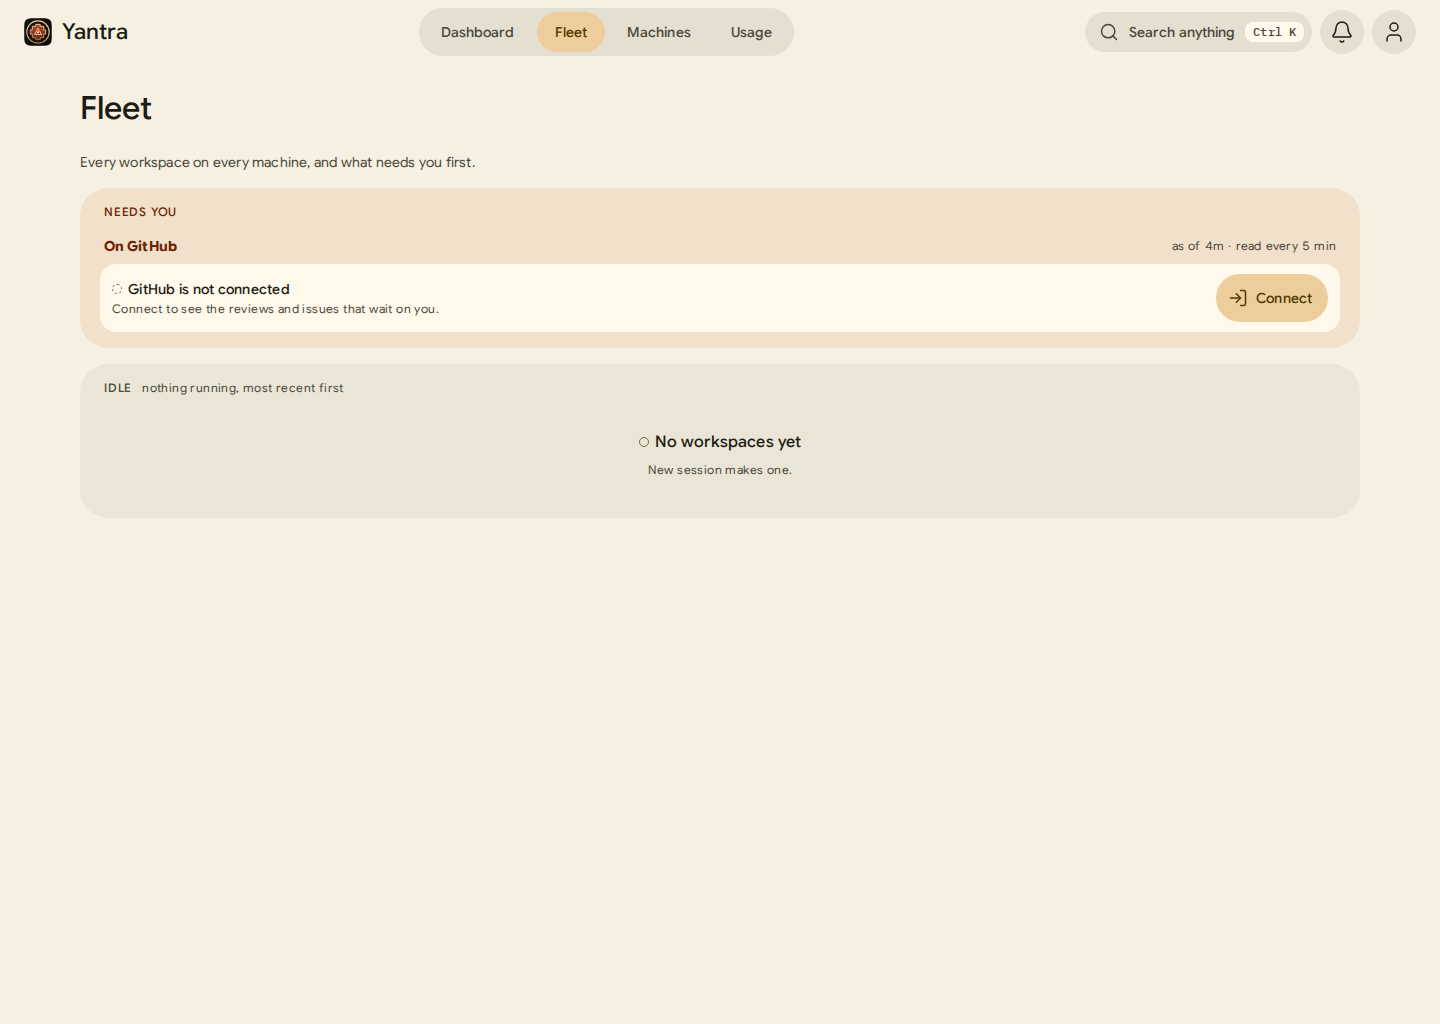 Yantra
Dashboard
Fleet
Machines
Usage
Search anything
Ctrl K
Fleet
Every workspace on every machine, and what needs you first.
NEEDS YOU
On GitHub
as of 4m · read every 5 min
GitHub is not connected
Connect to see the reviews and issues that wait on you.
Connect
IDLE nothing running, most recent first
No workspaces yet
New session makes one.